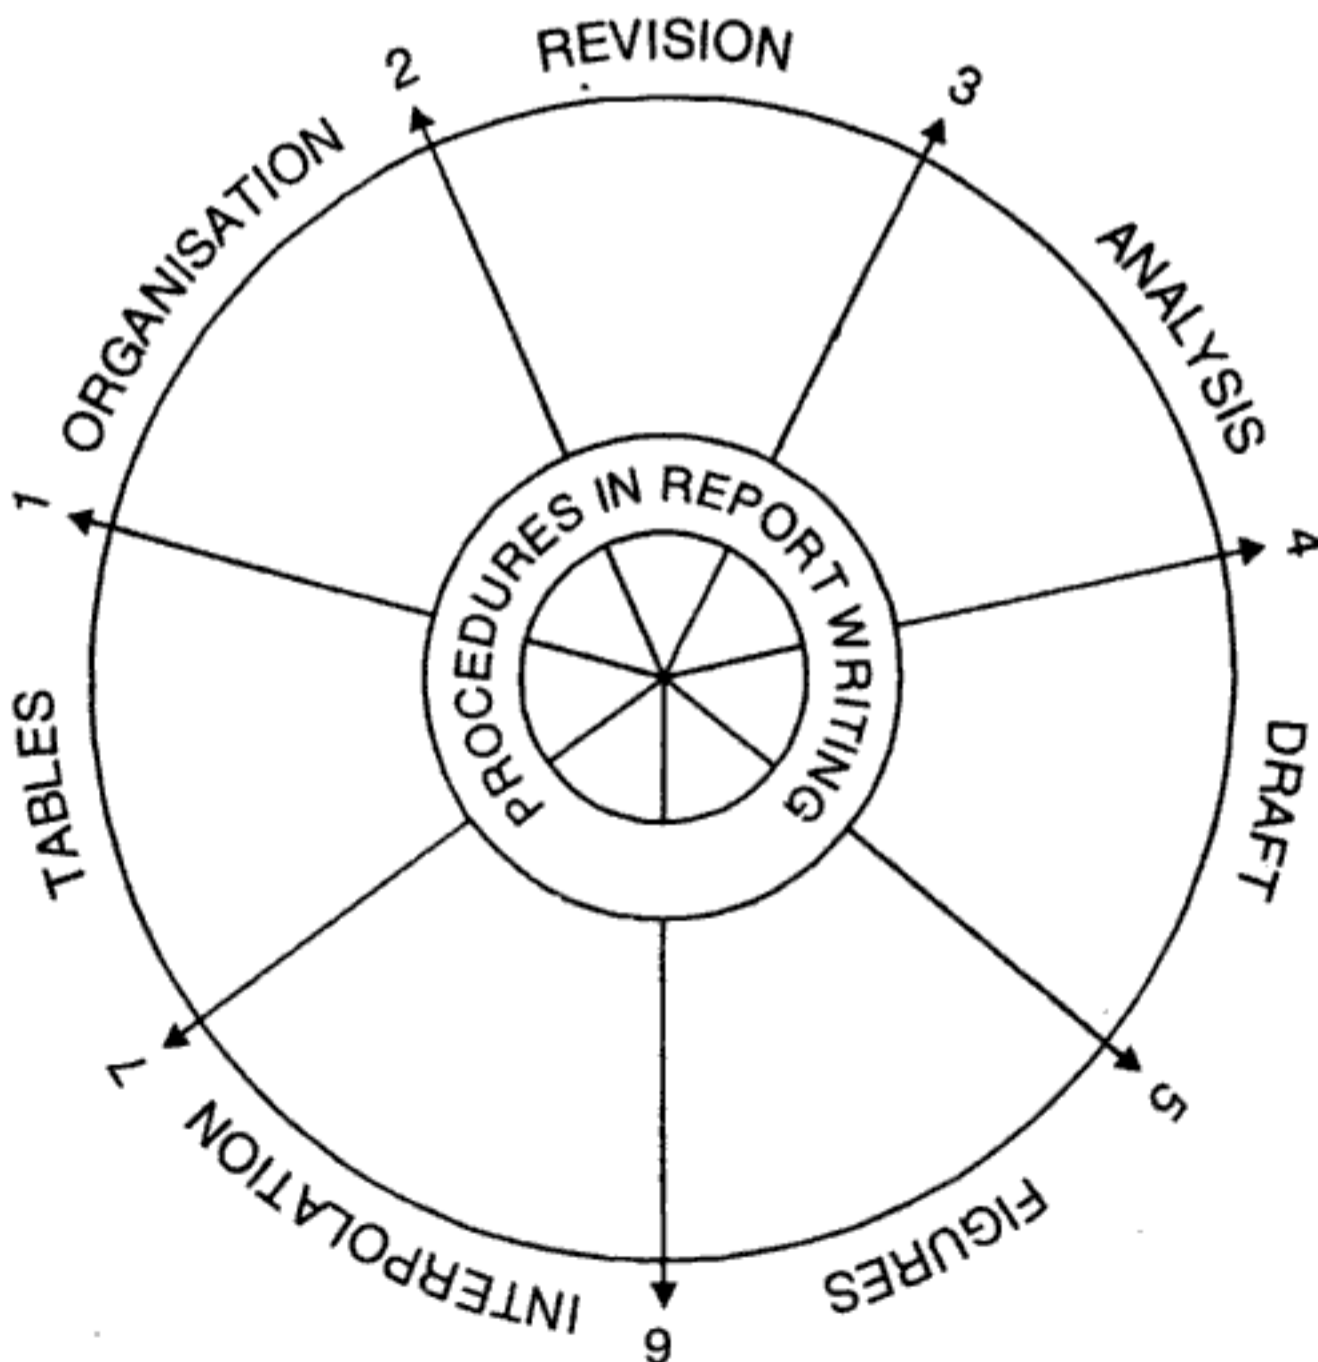 1
ORGANISATION
2
REVISION
3
ANALYSIS
4
DRAFT
5
FIGURES
6
INTERPOLATION
7
TABLES
PROCEDURES IN REPORT WRITING